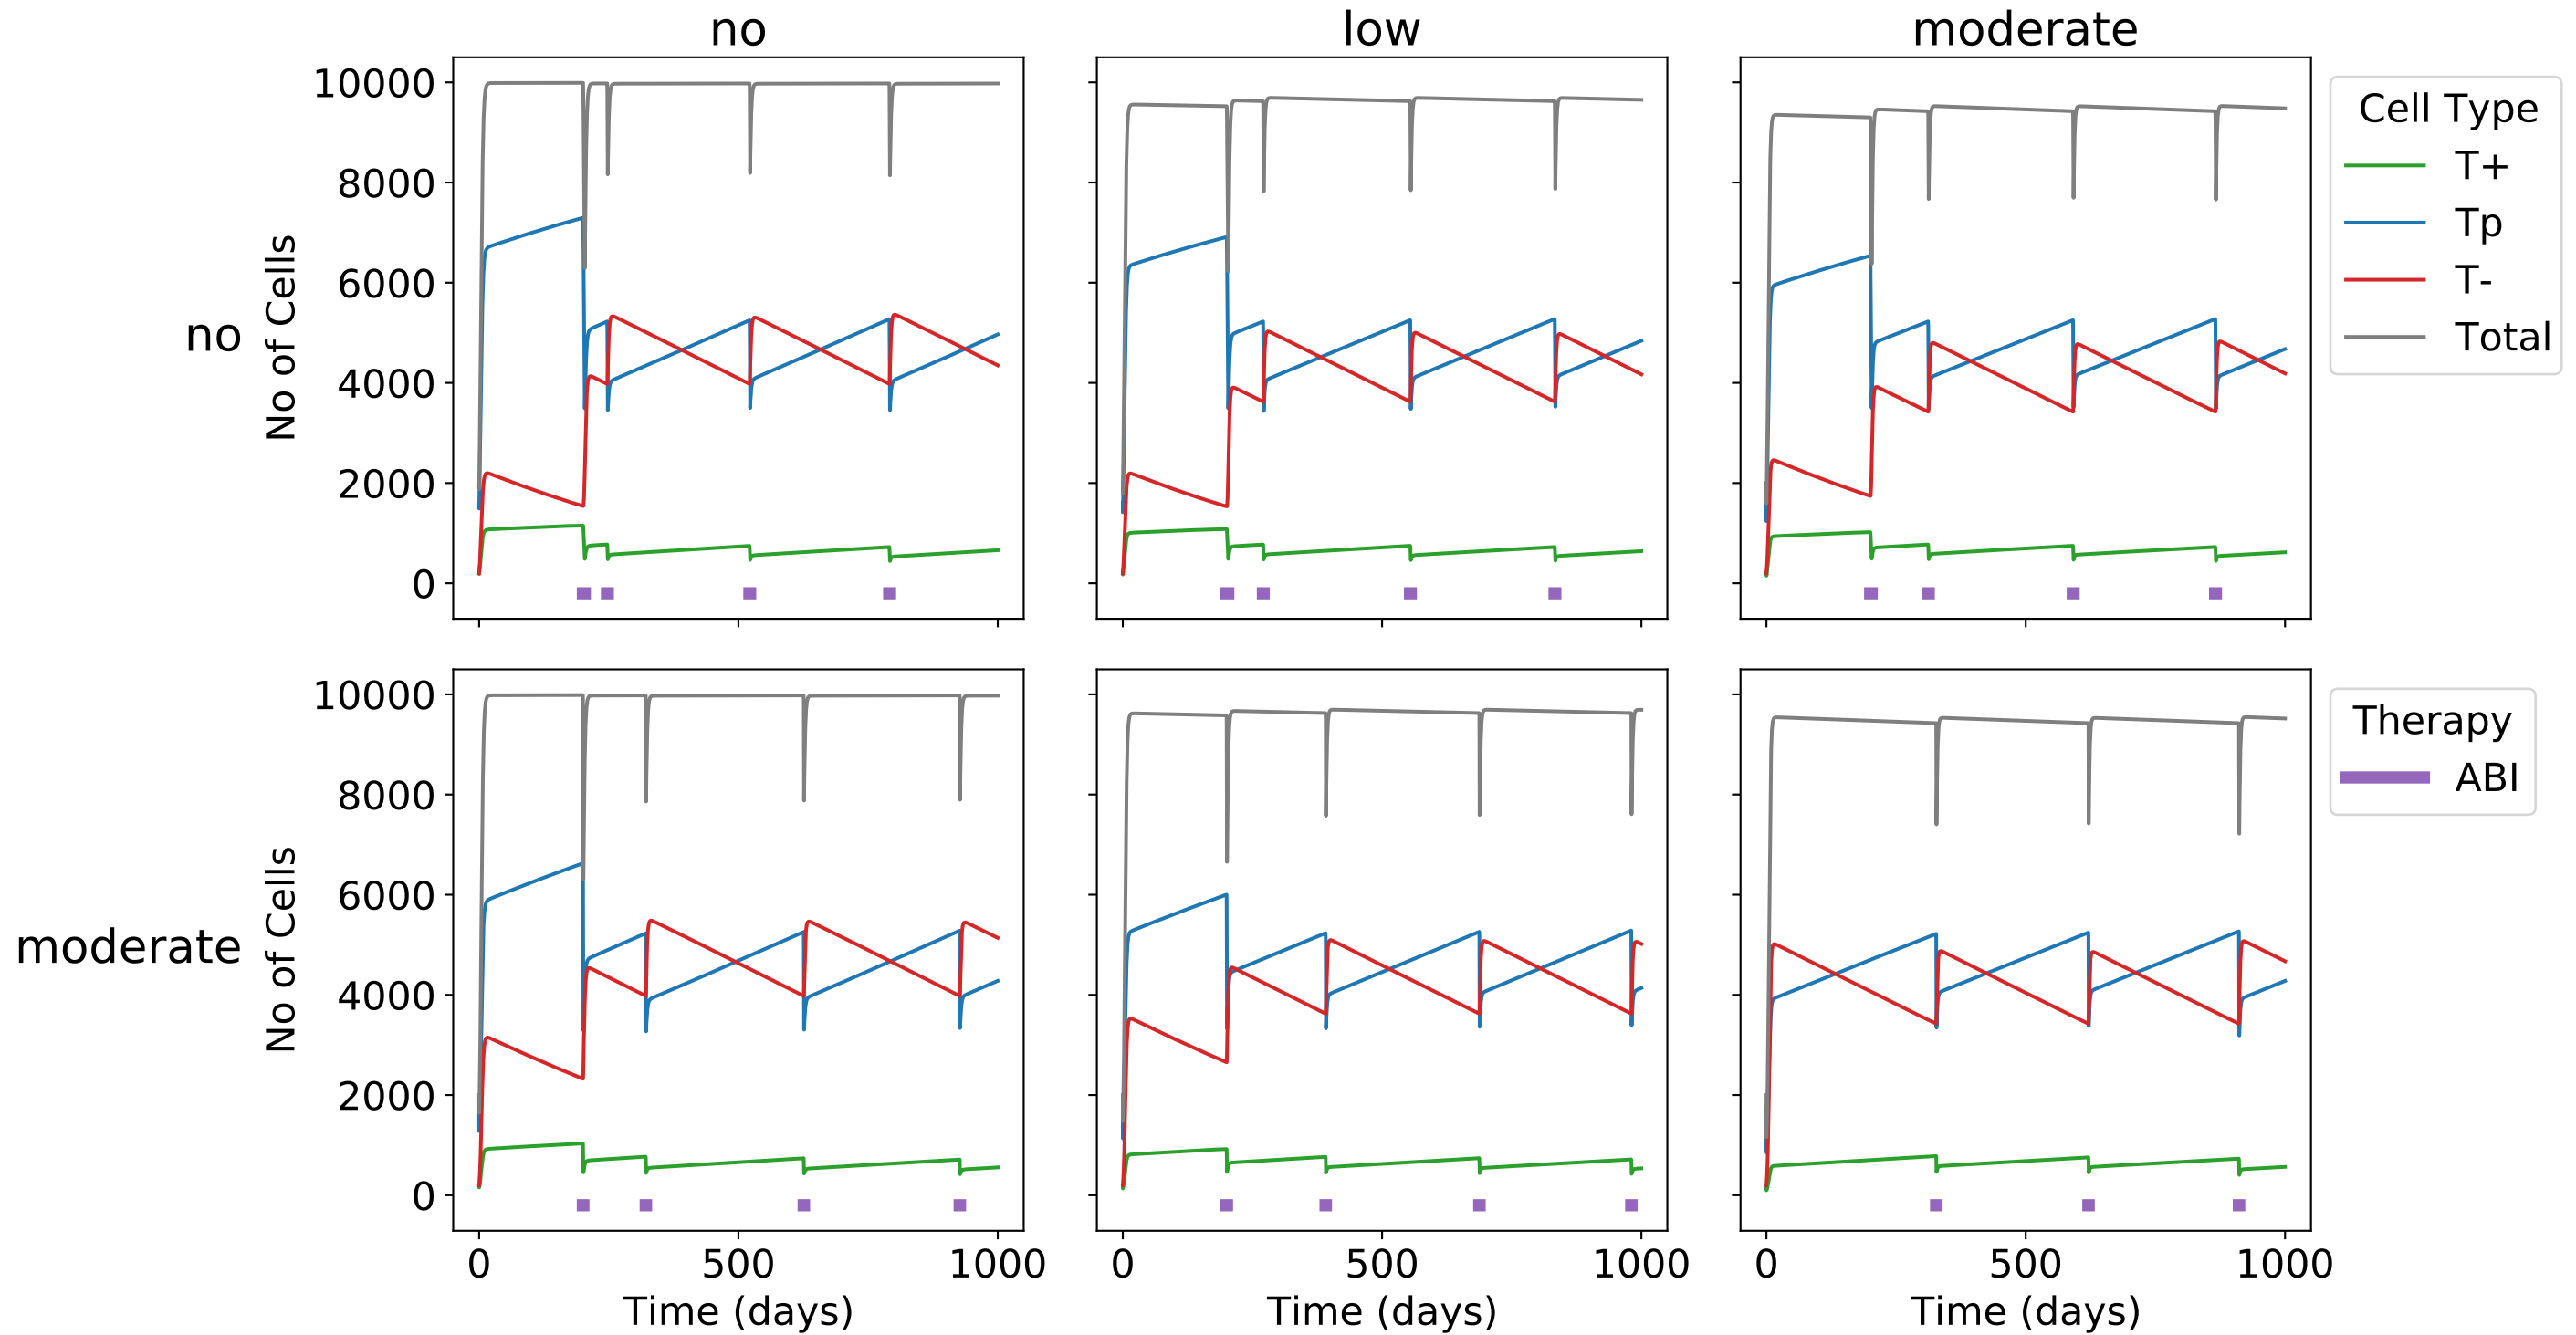 no
low
moderate
no
No of Cells
10000
8000
6000
4000
2000
0
Cell Type
T+
Tp
T-
Total
moderate
No of Cells
10000
8000
6000
4000
2000
0
Therapy
ABI
0 500 1000
0 500 1000
0 500 1000
Time (days)
Time (days)
Time (days)